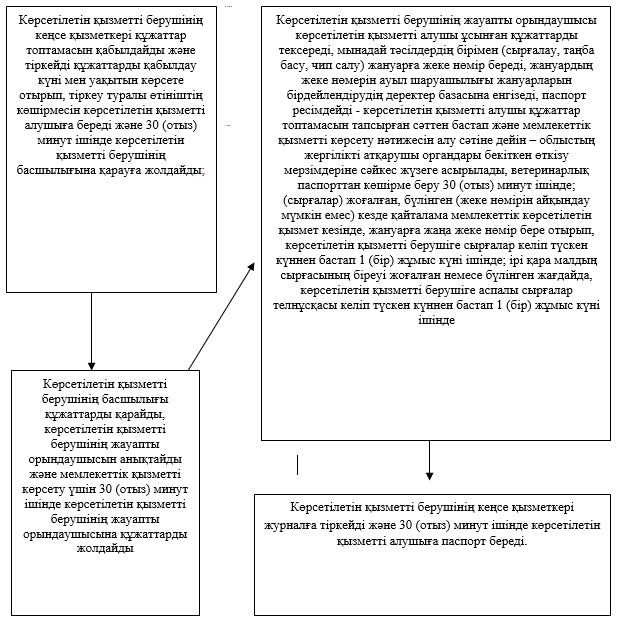 Көрсетілетін қызметті берушінің
кеңсе қызметкері құжаттар
топтамасын қабылдайды және
тіркейді құжаттарды қабылдау
күні мен уақытын көрсете
отырып, тіркеу туралы өтініштің
көшірмесін көрсетілетін қызметті
алушыға береді және 30 (отыз)
минут ішінде көрсетілетін
қызметті берушінің
басшылығына қарауға жолдайды;
Көрсетілетін қызметті
берушінің басшылығы
құжаттарды қарайды,
көрсетілетін қызметті
берушінің жауапты
орындаушысын анықтайды
және мемлекеттік қызметті
көрсету үшін 30 (отыз) минут
ішінде көрсетілетін қызметті
берушінің жауапты
орындаушысына құжаттарды
жолдайды
Көрсетілетін қызметті берушінің жауапты орындаушысы
көрсетілетін қызметті алушы ұсынған құжаттарды
тексереді, мынадай тәсілдердің бірімен (сырғалау, таңба
басу, чип салу) жануарға жеке нөмір береді, жануардың
жеке нөмерін ауыл шаруашылығы жануарларын
бірдейлендірудің деректер базасына енгізеді, паспорт
ресімдейді - көрсетілетін қызметті алушы құжаттар
топтамасын тапсырған сәттен бастап және мемлекеттік
қызметті көрсету нәтижесін алу сәтіне дейін – облыстың
жергілікті атқарушы органдары бекіткен өткізу
мерзімдеріне сәйкес жүзеге асырылады, ветеринарлық
паспорттан көшірме беру 30 (отыз) минут ішінде;
(сырғалар) жоғалған, бүлінген (жеке нөмірін айқындау
мүмкін емес) кезде қайталама мемлекеттік көрсетілетін
қызмет кезінде, жануарға жаңа жеке нөмір бере отырып,
көрсетілетін қызметті берушіге сырғалар келіп түскен
күннен бастап 1 (бір) жұмыс күні ішінде; ірі қара малдың
сырғасының біреуі жоғалған немесе бүлінген жағдайда,
көрсетілетін қызметті берушіге аспалы сырғалар
телнұсқасы келіп түскен күннен бастап 1 (бір) жұмыс күні
ішінде
Көрсетілетін қызметті берушінің кеңсе қызметкері
журналға тіркейді және 30 (отыз) минут ішінде көрсетілетін
қызметті алушыға паспорт береді.